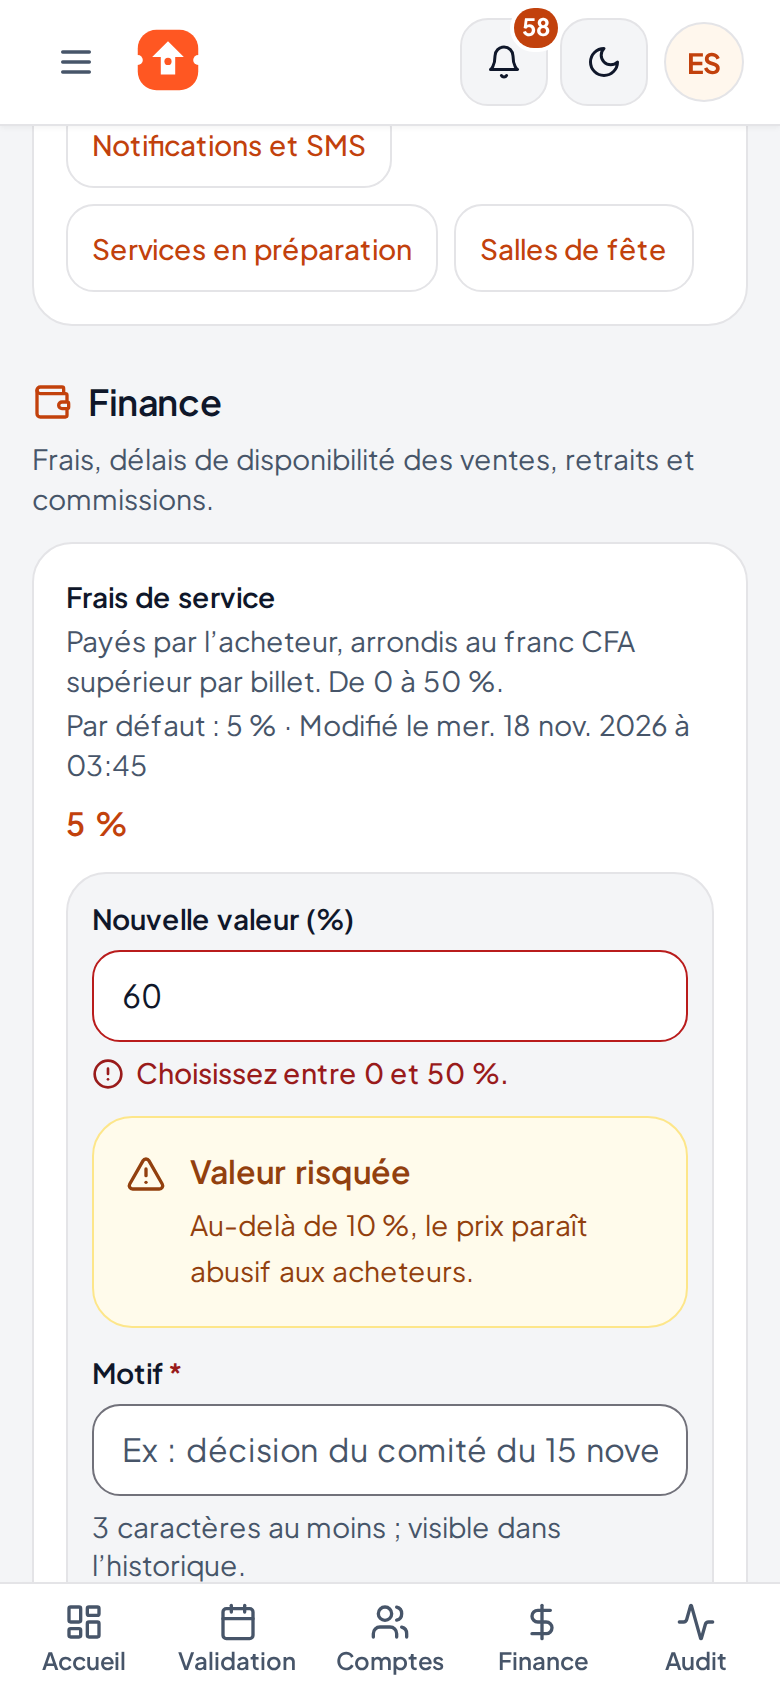 58
ES
Notifications et SMS
Services en préparation
Salles de fête
Finance
Frais, délais de disponibilité des ventes, retraits et
commissions.
Frais de service
Payés par l’acheteur, arrondis au franc CFA
supérieur par billet. De 0 à 50 %.
Par défaut : 5 % · Modifié le mer. 18 nov. 2026 à
03:45
5 %
Nouvelle valeur (%)
60
Choisissez entre 0 et 50 %.
Valeur risquée
Au-delà de 10 %, le prix paraît
abusif aux acheteurs.
Motif *
Ex : décision du comité du 15 nove
3 caractères au moins ; visible dans
l’historique.
Accueil
Validation
Comptes
Finance
Audit